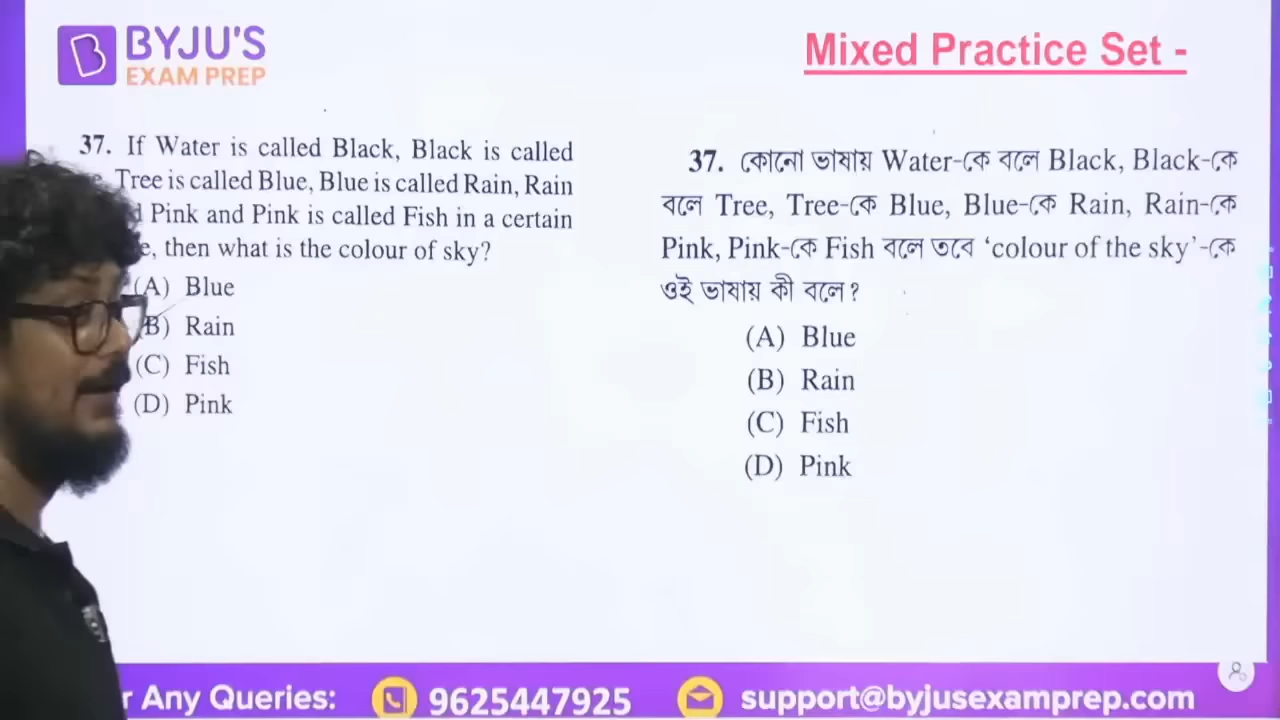 BYJU'S
EXAM PREP
Mixed Practice Set -
37. If Water is called Black, Black is called
Tree is called Blue, Blue is called Rain, Rain
Pink and Pink is called Fish in a certain
then what is the colour of sky?
(A) Blue
(B) Rain
(C) Fish
(D) Pink
37. কোনো ভাষায় Water-কে বলে Black, Black-কে
বলে Tree, Tree-কে Blue, Blue-কে Rain, Rain-কে
Pink, Pink-কে Fish বলে তবে ‘colour of the sky’-কে
ওই ভাষায় কী বলে?
(A) Blue
(B) Rain
(C) Fish
(D) Pink
Any Queries: 9625447925 support@byjusexamprep.com